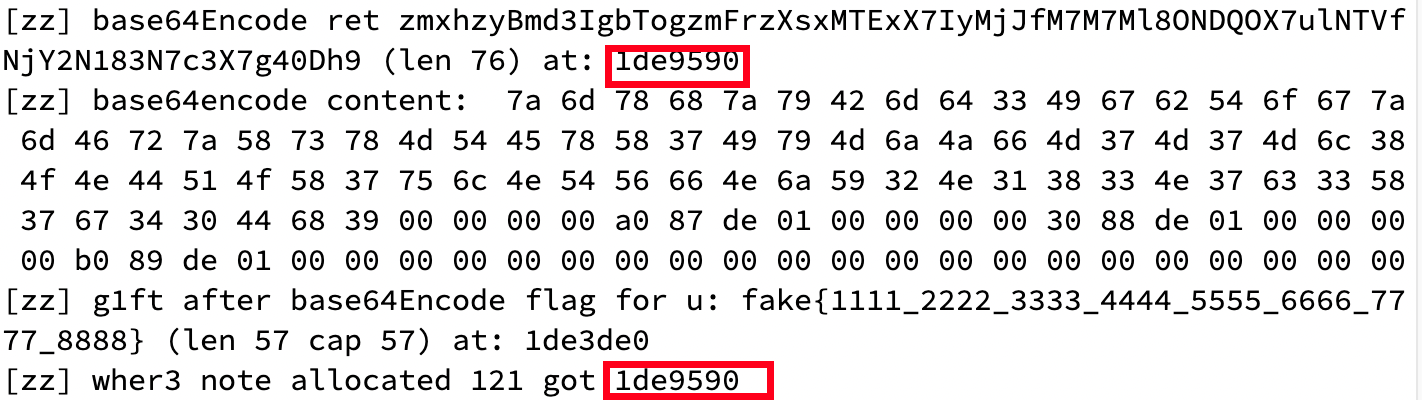 [zz] base64Encode ret zmxhzyBmd3IgbTogzmFrzXsxMTExX7IyMjJfM7M7Ml8ONDQOX7ulNTVf
NjY2N183N7c3X7g40Dh9 (len 76) at: 1de9590
[zz] base64encode content:  7a 6d 78 68 7a 79 42 6d 64 33 49 67 62 54 6f 67 7a
6d 46 72 7a 58 73 78 4d 54 45 78 58 37 49 79 4d 6a 4a 66 4d 37 4d 37 4d 6c 38
4f 4e 44 51 4f 58 37 75 6c 4e 54 56 66 4e 6a 59 32 4e 31 38 33 4e 37 63 33 58
37 67 34 30 44 68 39 00 00 00 00 a0 87 de 01 00 00 00 00 30 88 de 01 00 00 00
00 b0 89 de 01 00 00 00 00 00 00 00 00 00 00 00 00 00 00 00 00 00 00 00 00 00
[zz] g1ft after base64Encode flag for u: fake{1111_2222_3333_4444_5555_6666_77
77_8888} (len 57 cap 57) at: 1de3de0
[zz] wher3 note allocated 121 got 1de9590